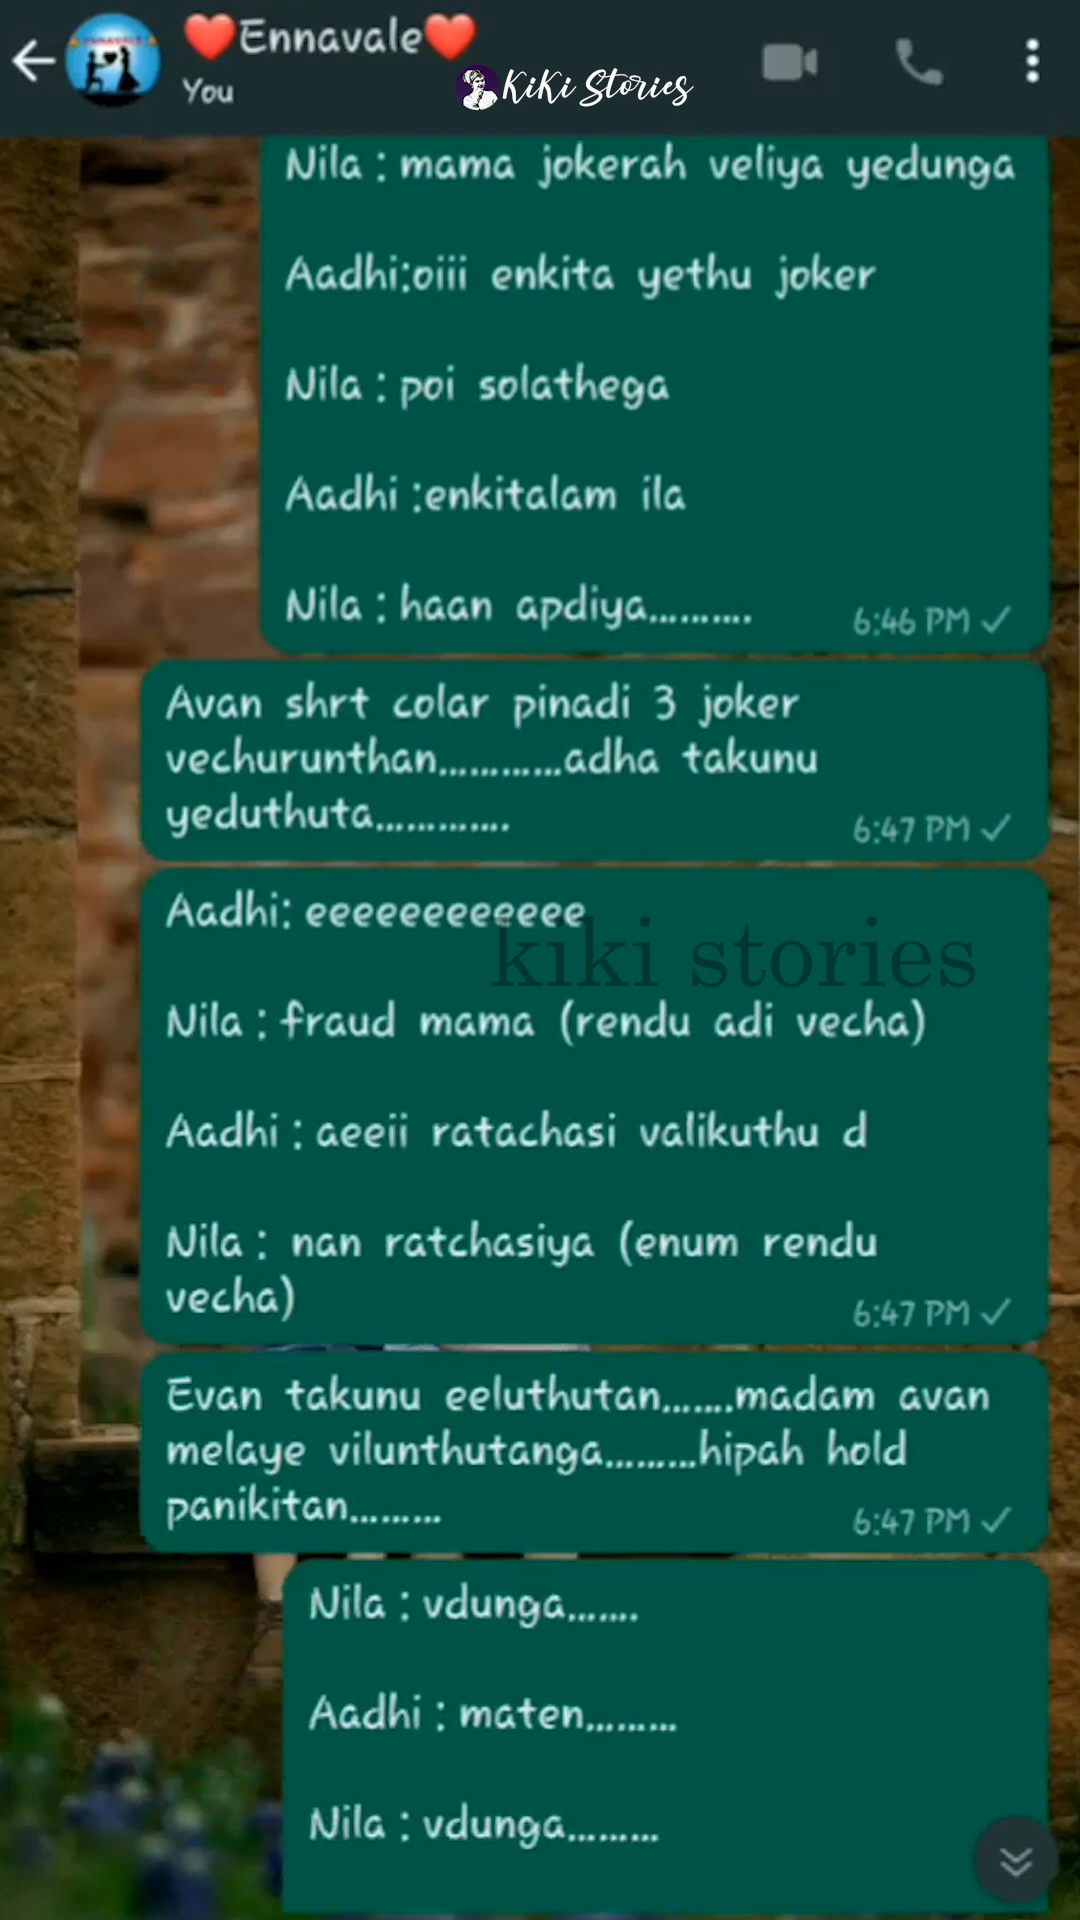 ❤️Ennavale❤️
You
KiKi Stories
Nila : mama jokerah veliya yedunga
Aadhi:oiii enkita yethu joker
Nila : poi solathega
Aadhi :enkitalam ila
Nila : haan apdiya..........
6:46 PM
Avan shrt colar pinadi 3 joker
vechurunthan............adha takunu
yeduthuta.............
6:47 PM
Aadhi: eeeeeeeeeeee
kiki stories
Nila : fraud mama (rendu adi vecha)
Aadhi : aeeii ratachasi valikuthu d
Nila : nan ratchasiya (enum rendu
vecha)
6:47 PM
Evan takunu eeluthutan.......madam avan
melaye vilunthutanga.........hipah hold
panikitan.........
6:47 PM
Nila : vdunga.......
Aadhi : maten.........
Nila : vdunga.........